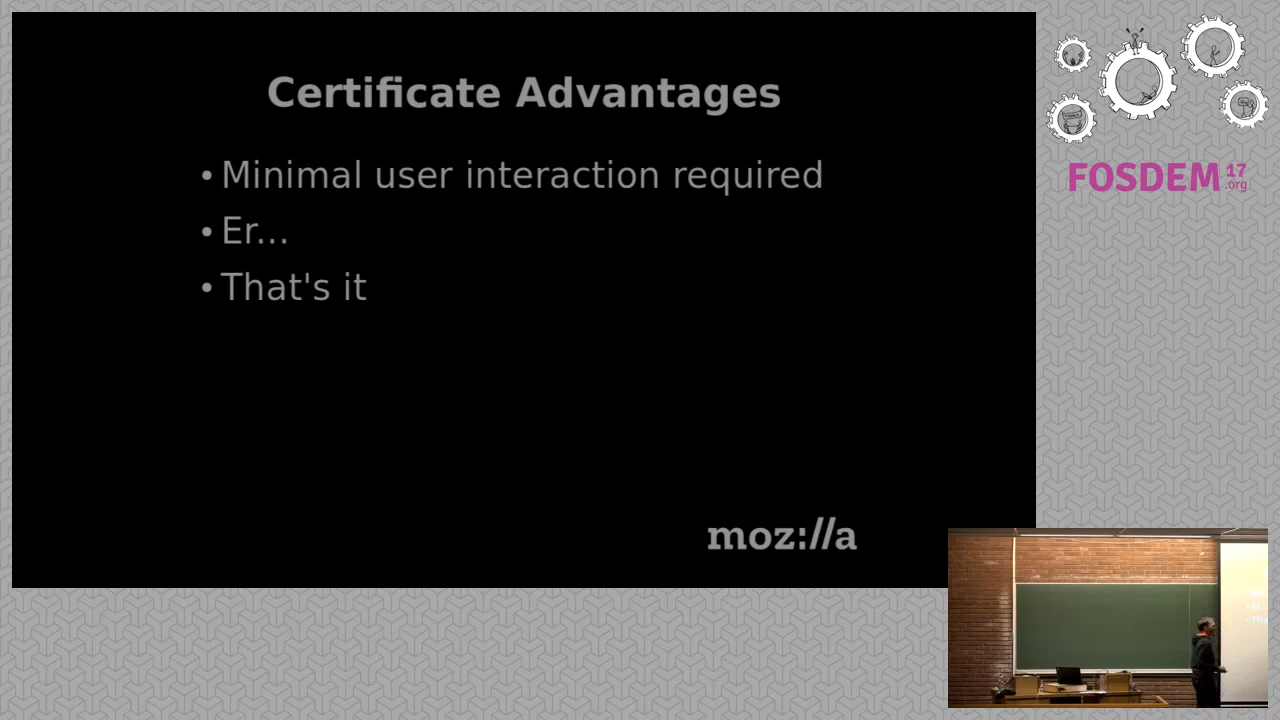 Certificate Advantages
• Minimal user interaction required
• Er...
• That's it
moz://a
FOSDEM 17
.org